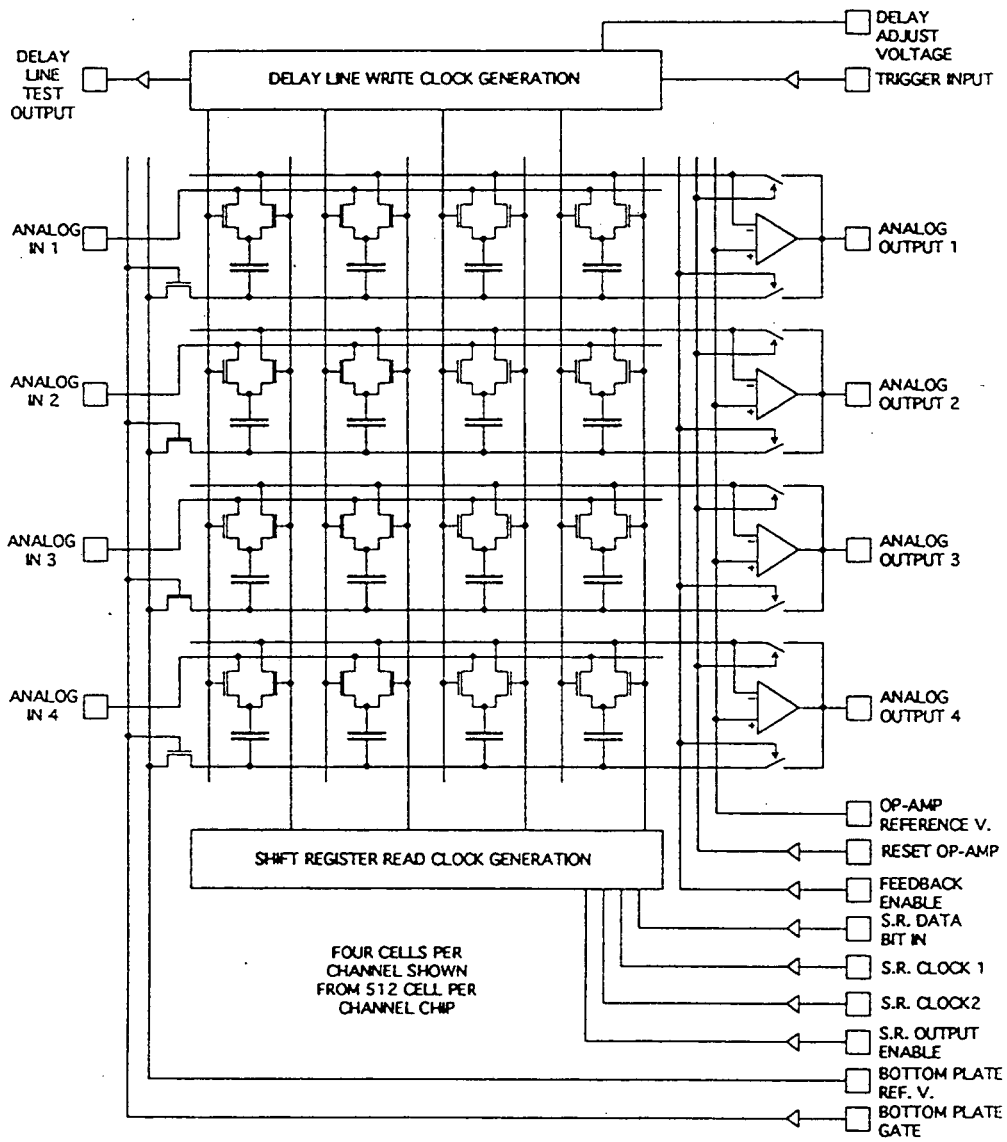 DELAY
ADJUST
VOLTAGE
DELAY
LINE
TEST
OUTPUT
DELAY LINE WRITE CLOCK GENERATION
TRIGGER INPUT
ANALOG
IN 1
-
+
ANALOG
OUTPUT 1
ANALOG
IN 2
-
+
ANALOG
OUTPUT 2
ANALOG
IN 3
-
+
ANALOG
OUTPUT 3
ANALOG
IN 4
-
+
ANALOG
OUTPUT 4
OP-AMP
REFERENCE V.
SHIFT REGISTER READ CLOCK GENERATION
RESET OP-AMP
FEEDBACK
ENABLE
S.R. DATA
BIT IN
FOUR CELLS PER
CHANNEL SHOWN
FROM 512 CELL PER
CHANNEL CHIP
S.R. CLOCK 1
S.R. CLOCK2
S.R. OUTPUT
ENABLE
BOTTOM PLATE
REF. V.
BOTTOM PLATE
GATE